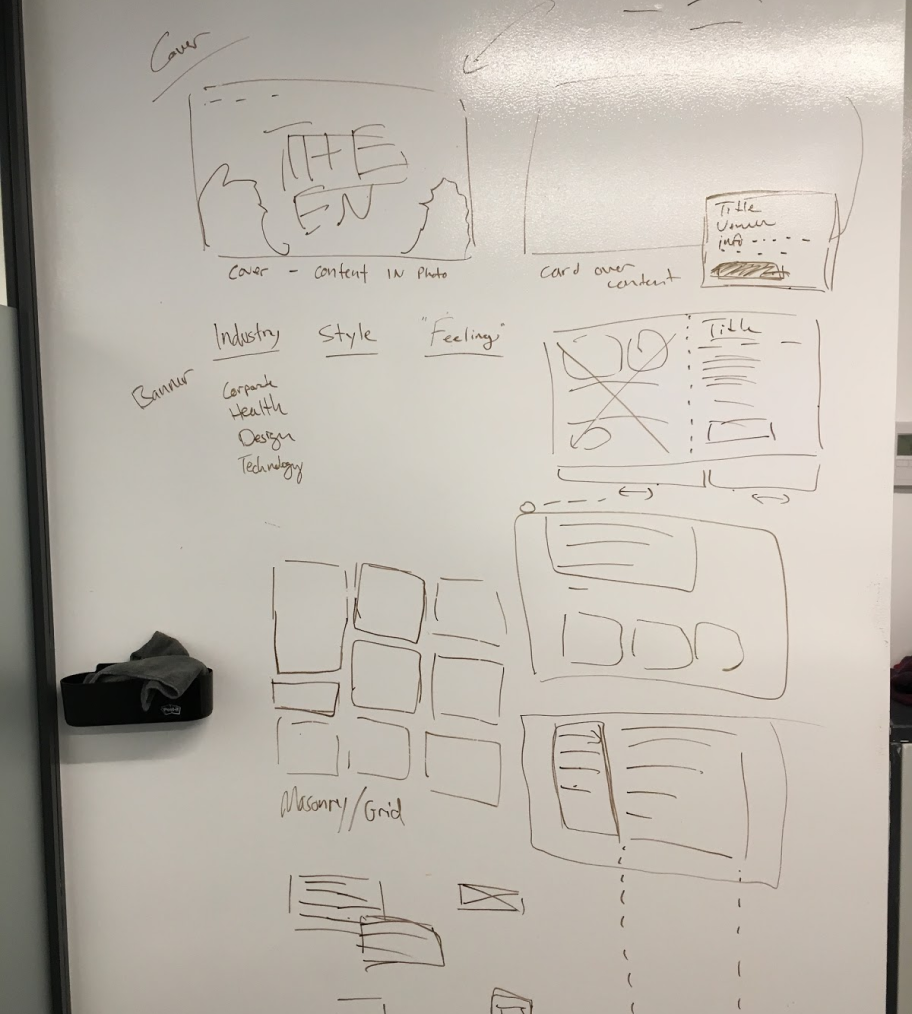 Cover
THE
EN
Cover - Content IN Photo
Title
Venue
info
card over
content
Industry Style "Feeling"
Banner
Corporate
Health
Design
Technology
Title
Masonry/Grid